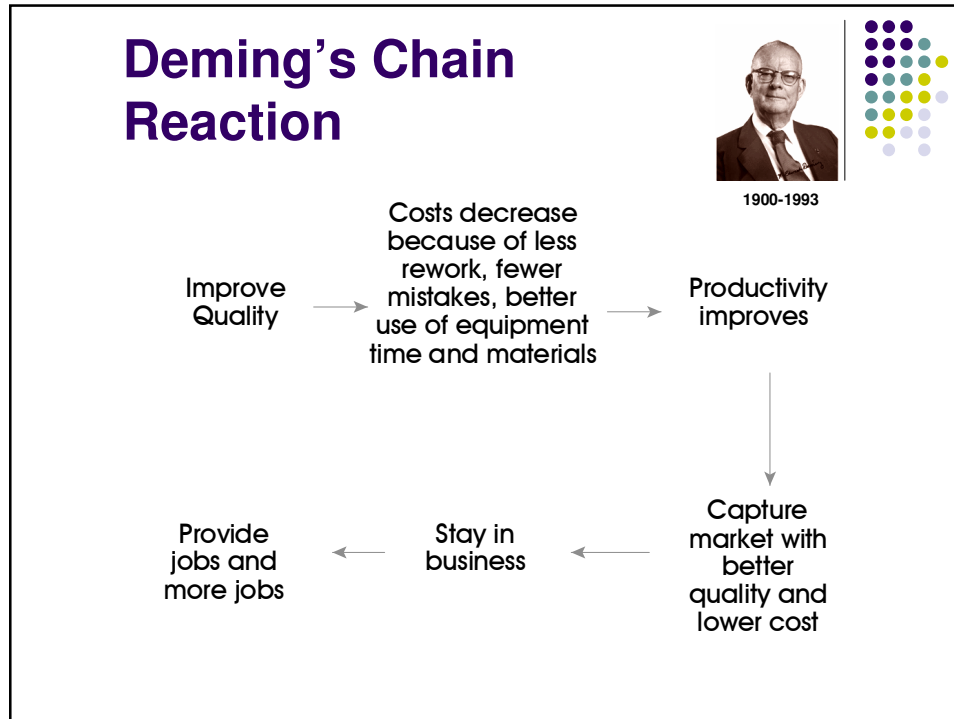 Deming's Chain
Reaction
1900-1993
Improve
Quality
Costs decrease
because of less
rework, fewer
mistakes, better
use of equipment
time and materials
Productivity
improves
Capture
market with
better
quality and
lower cost
Stay in
business
Provide
jobs and
more jobs